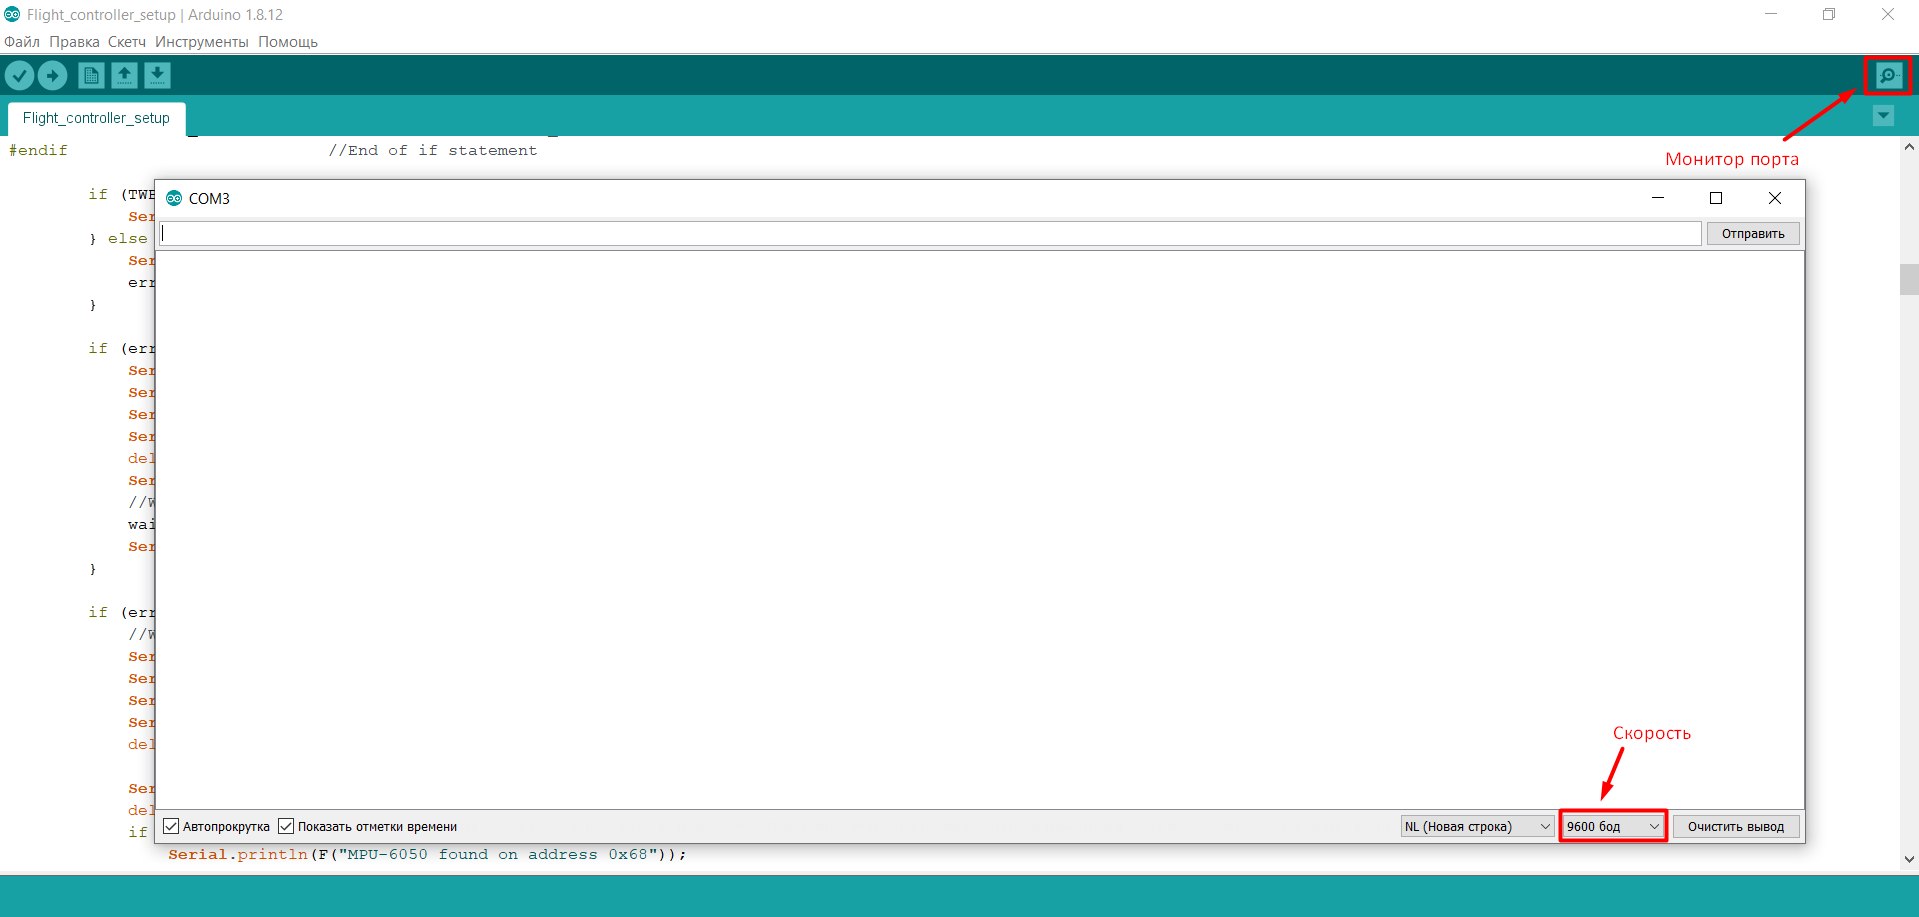 Flight_controller_setup | Arduino 1.8.12
Файл Правка Скетч Инструменты Помощь
Flight_controller_setup
#endif //End of if statement
Монитор порта
if (TWB
COM3
Ser
} else
Отправить
Ser
err
}
if (err
Ser
Ser
Ser
Ser
del
Ser
//W
wai
Ser
}
if (err
//W
Ser
Ser
Ser
Ser
Скорость
del
Ser
del
Автопрокрутка Показать отметки времени NL (Новая строка) 9600 бод Очистить вывод
if
Serial.println(F("MPU-6050 found on address 0x68"));